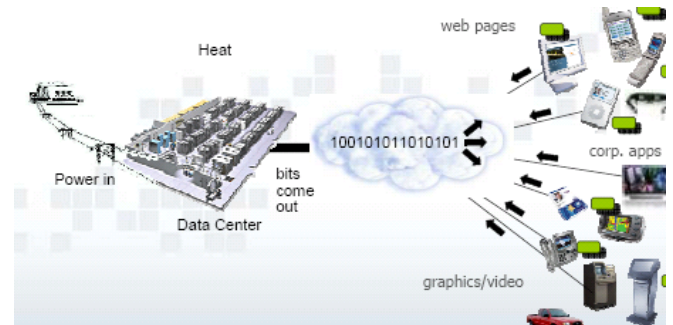 web pages
Heat
100101011010101
corp. apps
Power in
bits
come
out
Data Center
graphics/video